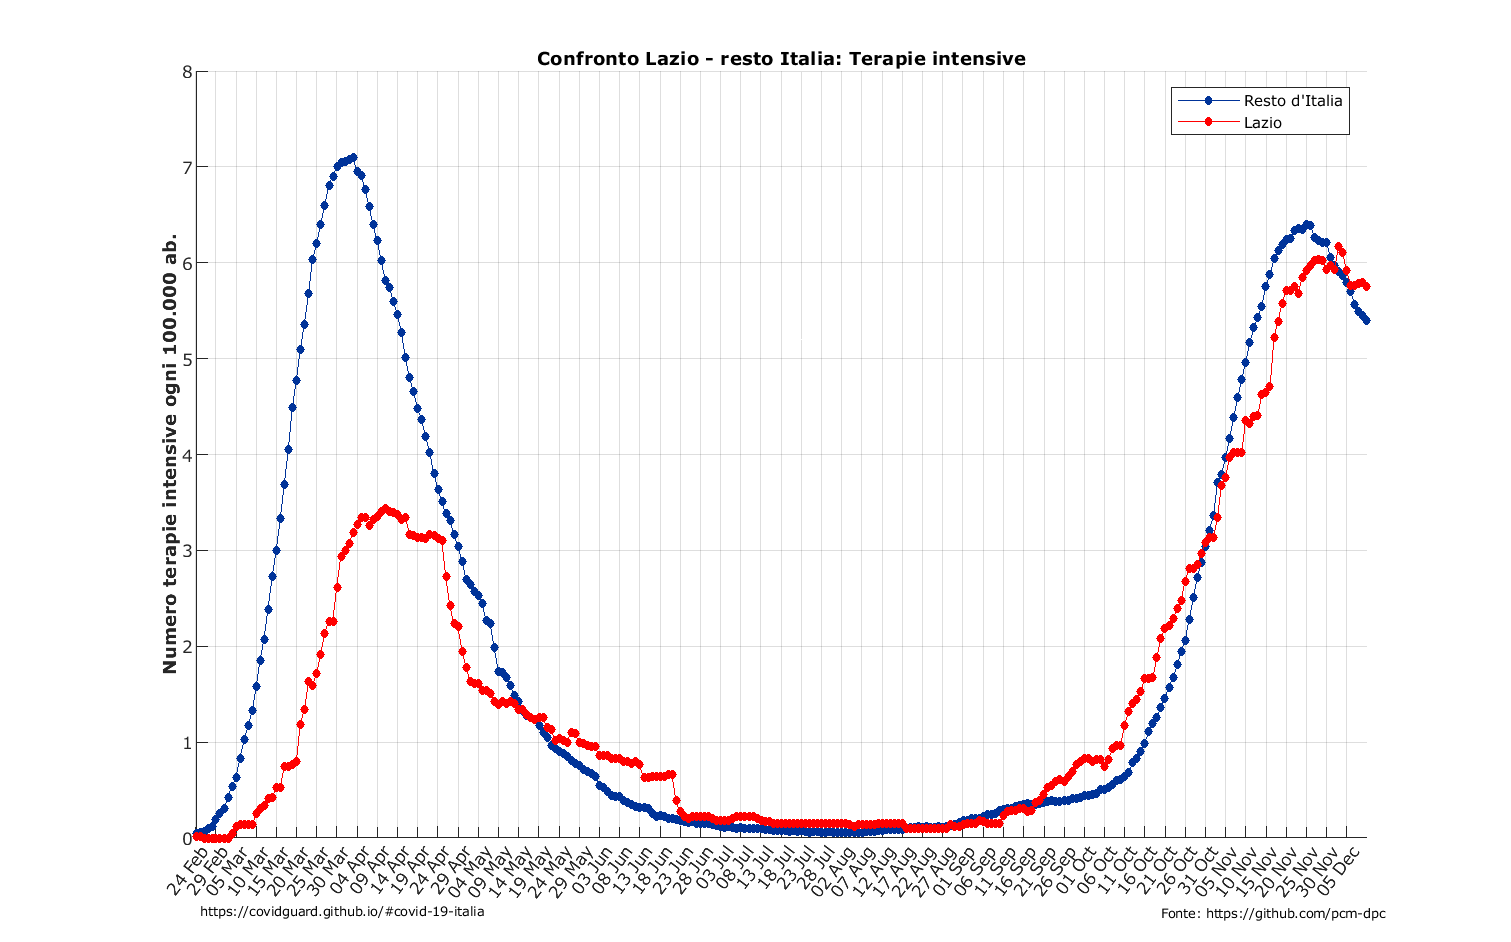 Confronto Lazio - resto Italia: Terapie intensive
Resto d'Italia
Lazio
Numero terapie intensive ogni 100.000 ab.
8
7
6
5
4
3
2
1
0
24 Feb
29 Feb
05 Mar
10 Mar
15 Mar
20 Mar
25 Mar
30 Mar
04 Apr
09 Apr
14 Apr
19 Apr
24 Apr
29 Apr
04 May
09 May
14 May
19 May
24 May
29 May
03 Jun
08 Jun
13 Jun
18 Jun
23 Jun
28 Jun
03 Jul
08 Jul
13 Jul
18 Jul
23 Jul
28 Jul
02 Aug
07 Aug
12 Aug
17 Aug
22 Aug
27 Aug
01 Sep
06 Sep
11 Sep
16 Sep
21 Sep
26 Sep
01 Oct
06 Oct
11 Oct
16 Oct
21 Oct
26 Oct
31 Oct
05 Nov
10 Nov
15 Nov
20 Nov
25 Nov
30 Nov
05 Dec
https://covidguard.github.io/#covid-19-italia
Fonte: https://github.com/pcm-dpc